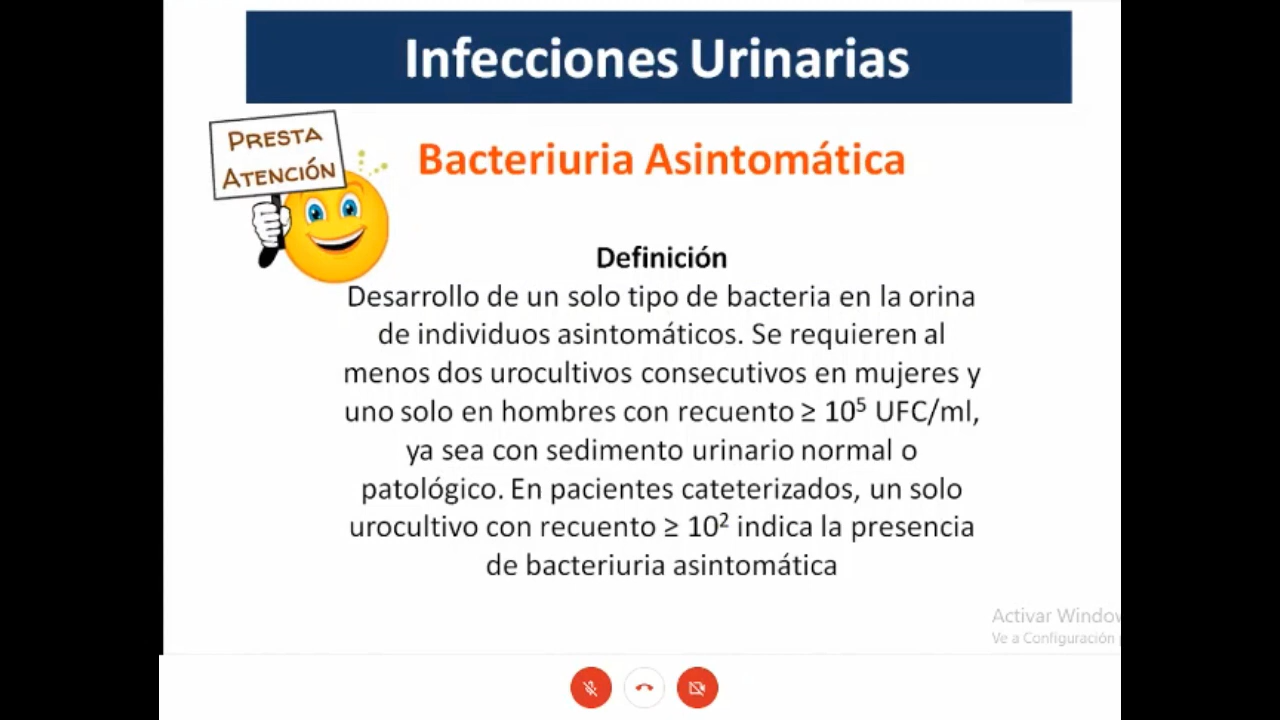 Infecciones Urinarias
PRESTA
ATENCIÓN
Bacteriuria Asintomática
Definición
Desarrollo de un solo tipo de bacteria en la orina
de individuos asintomáticos. Se requieren al
menos dos urocultivos consecutivos en mujeres y
uno solo en hombres con recuento ≥ 10⁵ UFC/ml,
ya sea con sedimento urinario normal o
patológico. En pacientes cateterizados, un solo
urocultivo con recuento ≥ 10² indica la presencia
de bacteriuria asintomática
Activar Window
Ve a Configuración